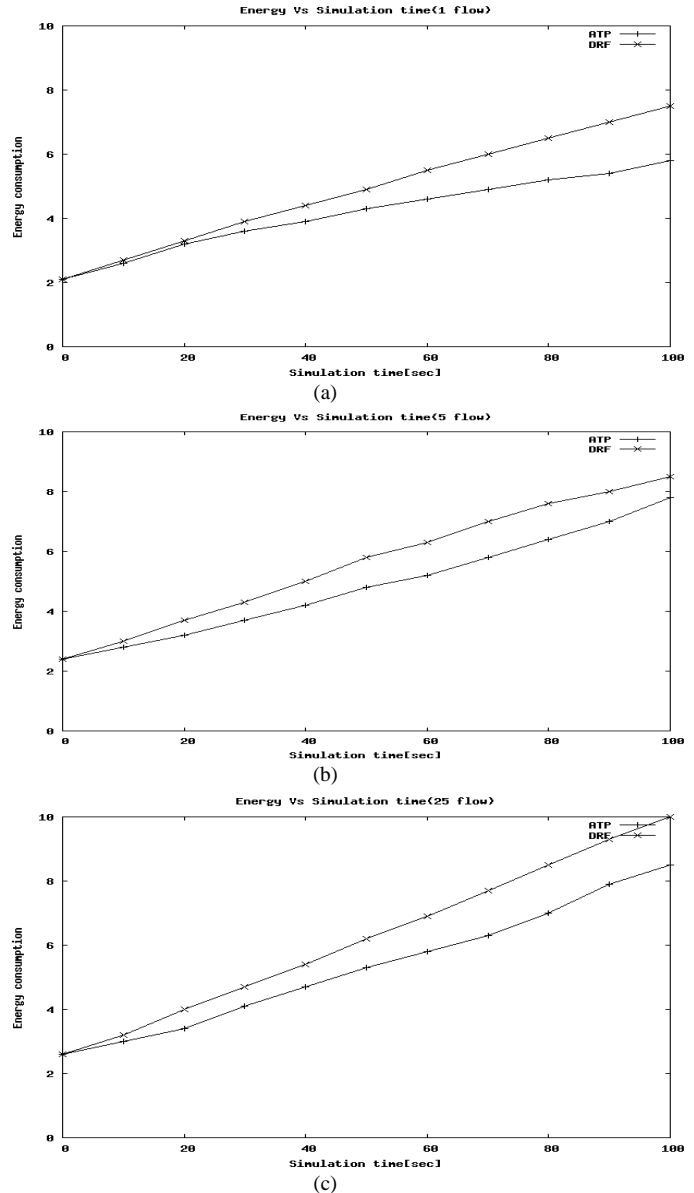 Energy Vs Simulation time(1 flow)
10
8
6
4
2
0
Energy consumption
ATP
DRF
0 20 40 60 80 100
Simulation time[sec]
(a)
Energy Vs Simulation time(5 flow)
10
8
6
4
2
0
Energy consumption
ATP
DRF
0 20 40 60 80 100
Simulation time[sec]
(b)
Energy Vs Simulation time(25 flow)
10
8
6
4
2
0
Energy consumption
ATP
DRF
0 20 40 60 80 100
Simulation time[sec]
(c)